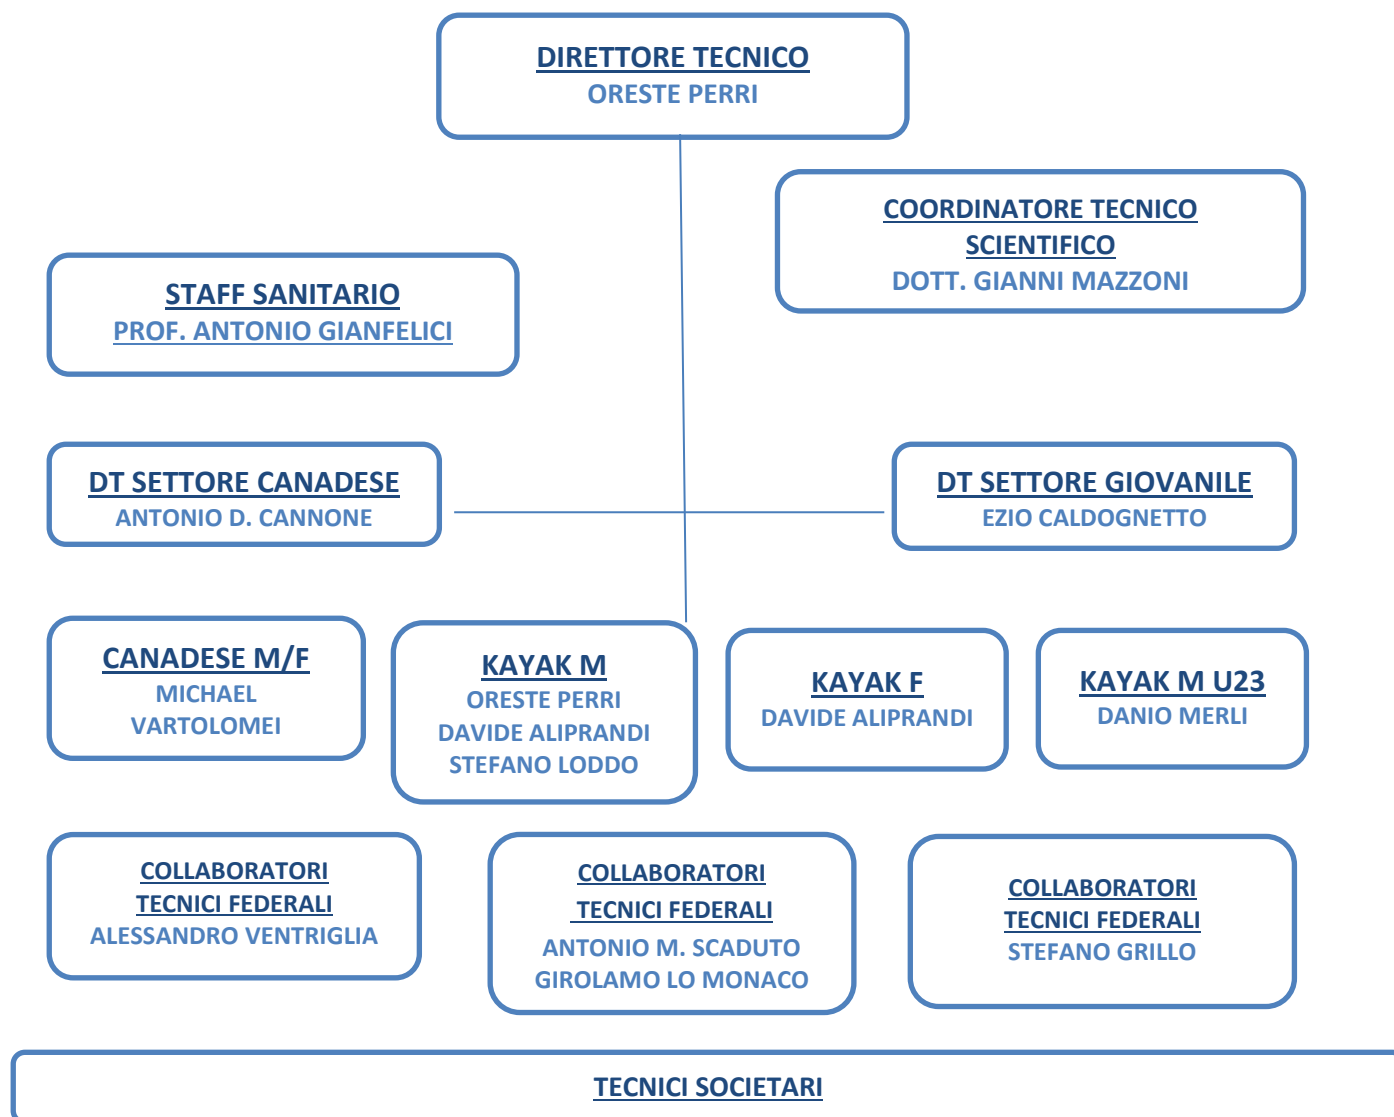 DIRETTORE TECNICO
ORESTE PERRI
COORDINATORE TECNICO
SCIENTIFICO
DOTT. GIANNI MAZZONI
STAFF SANITARIO
PROF. ANTONIO GIANFELICI
DT SETTORE CANADESE
ANTONIO D. CANNONE
DT SETTORE GIOVANILE
EZIO CALDOGNETTO
CANADESE M/F
MICHAEL
VARTOLOMEI
KAYAK M
ORESTE PERRI
DAVIDE ALIPRANDI
STEFANO LODDO
KAYAK F
DAVIDE ALIPRANDI
KAYAK M U23
DANIO MERLI
COLLABORATORI
TECNICI FEDERALI
ALESSANDRO VENTRIGLIA
COLLABORATORI
TECNICI FEDERALI
ANTONIO M. SCADUTO
GIROLAMO LO MONACO
COLLABORATORI
TECNICI FEDERALI
STEFANO GRILLO
TECNICI SOCIETARI